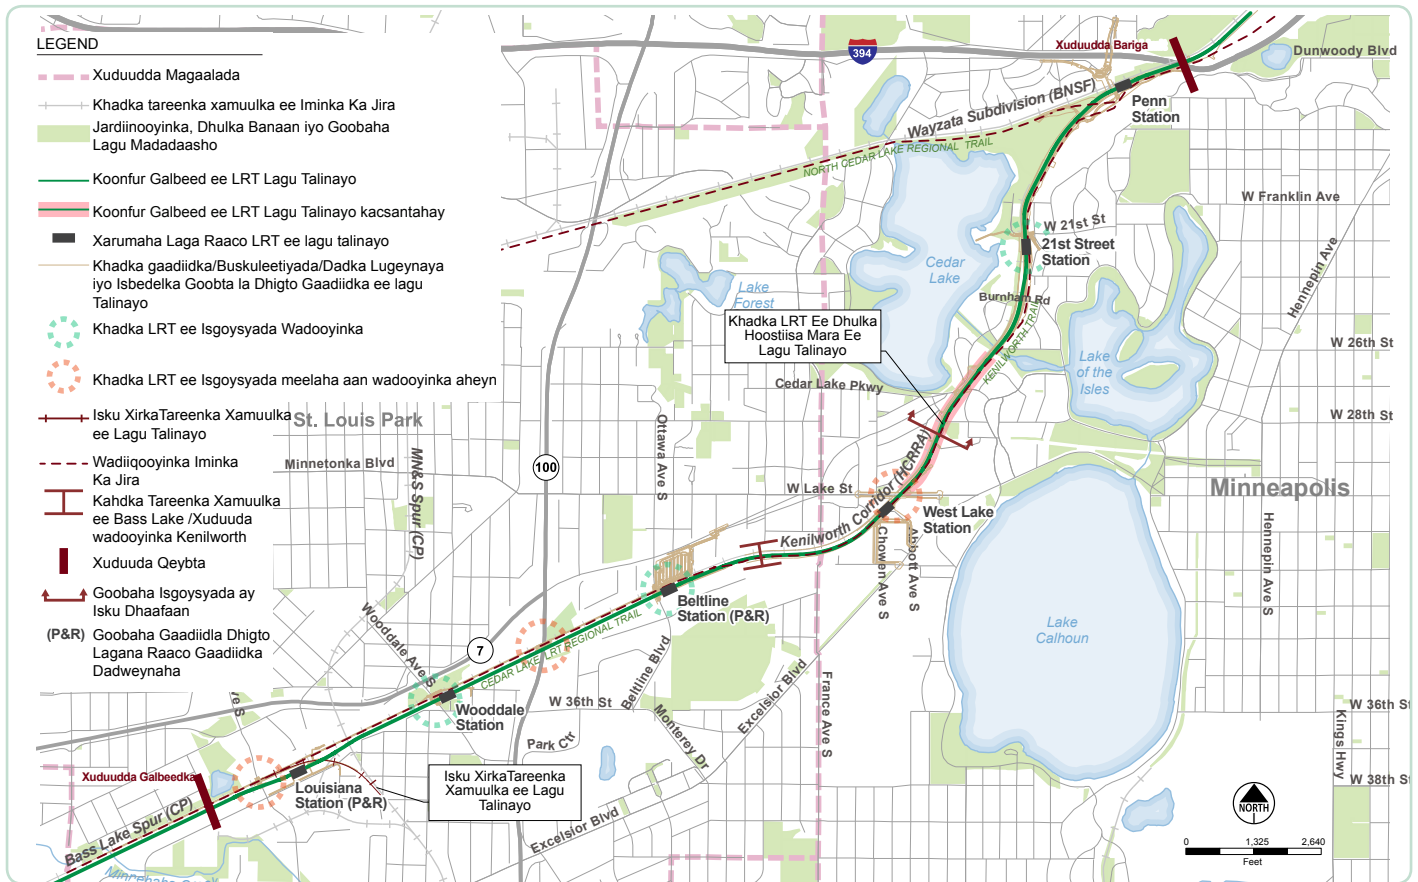 LEGEND
Xuduudda Magaalada
Khadka tareenka xamuulka ee Iminka Ka Jira
Jardiinooyinka, Dhulka Banaan iyo Goobaha
Lagu Madadaasho
Koonfur Galbeed ee LRT Lagu Talinayo
Koonfur Galbeed ee LRT Lagu Talinayo kacsantahay
Xarumaha Laga Raaco LRT ee lagu talinayo
Khadka gaadiidka/Buskuleetiyada/Dadka Lugeynaya
iyo Isbedelka Goobta la Dhigto Gaadiidka ee lagu
Talinayo
Khadka LRT ee Isgoysyada Wadooyinka
Khadka LRT ee Isgoysyada meelaha aan wadooyinka aheyn
Isku XirkaTareenka Xamuulka
ee Lagu Talinayo
Wadiiqooyinka Iminka
Ka Jira
Kahdka Tareenka Xamuulka
ee Bass Lake /Xuduuda
wadooyinka Kenilworth
Xuduuda Qeybta
Goobaha Isgoysyada ay
Isku Dhaafaan
(P&R) Goobaha Gaadiidla Dhigto
Lagana Raaco Gaadiidka
Dadweynaha
394
Xuduudda Bariga
Dunwoody Blvd
Penn
Station
Wayzata Subdivision (BNSF)
NORTH CEDAR LAKE REGIONAL TRAIL
W Franklin Ave
W 21st St
21st Street
Station
Cedar
Lake
Burnham Rd
Hennepin Ave
Lake
Forest
Khadka LRT Ee Dhulka
Hoostiisa Mara Ee
Lagu Talinayo
KENILWORTH TRAIL
W 26th St
Lake
of the
Isles
Cedar Lake Pkwy
W 28th St
St. Louis Park
Minnetonka Blvd
MN&S Spur (CP)
100
Ottawa Ave S
W Lake St
Kenilworth Corridor (HCRRA)
West Lake
Station
Minneapolis
Chowen Ave S
Abbott Ave S
Hennepin Ave S
Beltline
Station (P&R)
Lake
Calhoun
Wooddale Ave S
7
CEDAR LAKE LRT REGIONAL TRAIL
Beltline Blvd
W 36th St
Excelsior Blvd
France Ave S
Wooddale
Station
Monterey Dr
Park Ctr
W 36th St
Kings Hwy
W 38th St
Xuduudda Galbeedka
Louisiana
Station (P&R)
Isku XirkaTareenka
Xamuulka ee Lagu
Talinayo
Bass Lake Spur (CP)
Excelsior Blvd
NORTH
0 1,325 2,640
Feet